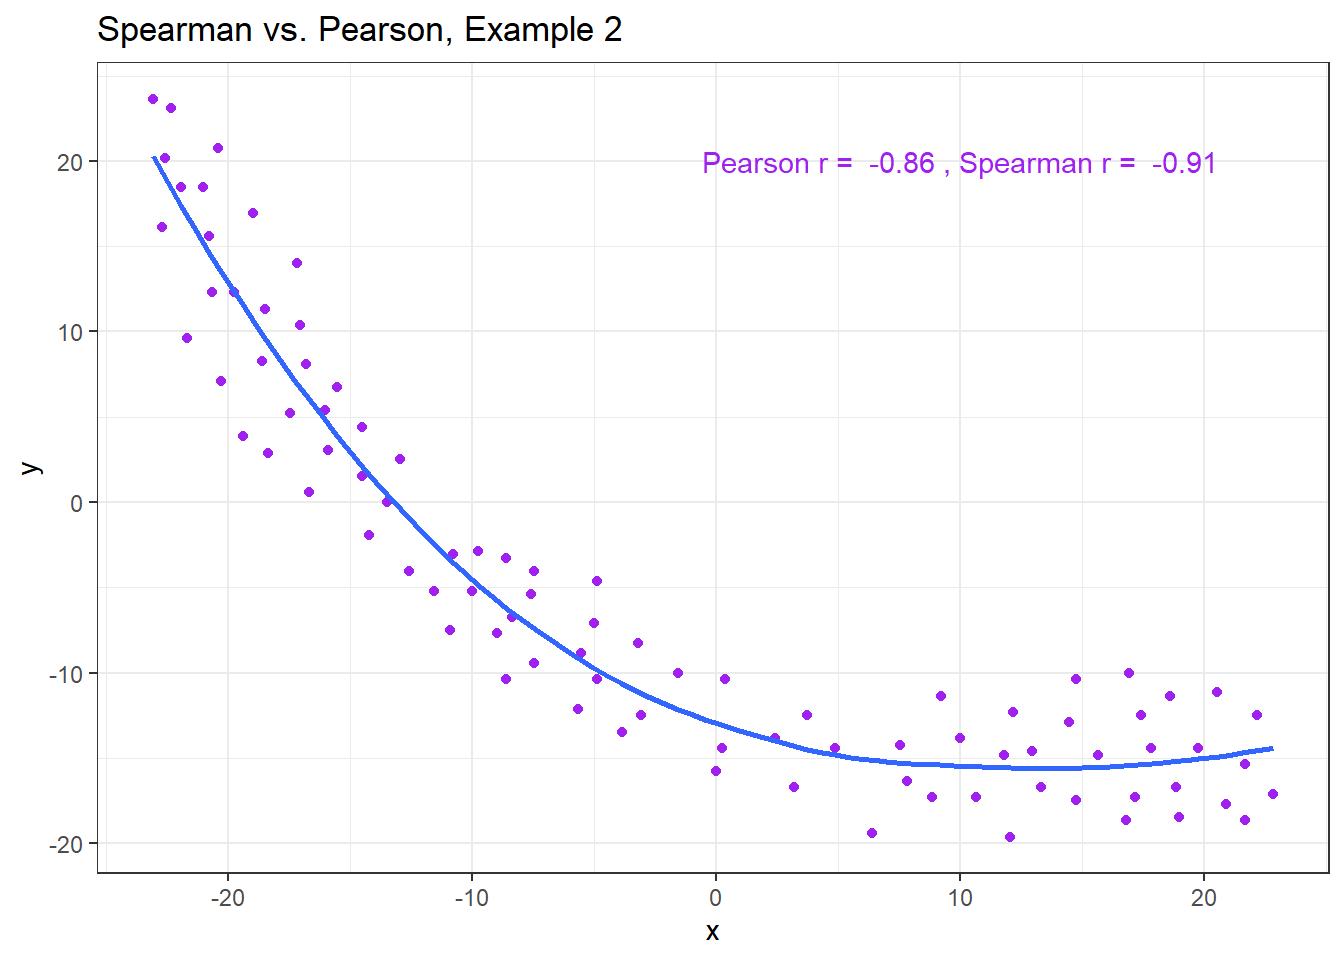 Spearman vs. Pearson, Example 2
Pearson r =  -0.86 , Spearman r =  -0.91
20
10
0
-10
-20
y
-20 -10 0 10 20
x